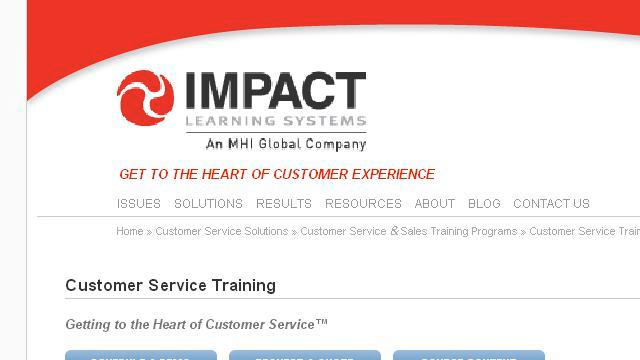 IMPACT
LEARNING SYSTEMS
An MHI Global Company
GET TO THE HEART OF CUSTOMER EXPERIENCE
ISSUES SOLUTIONS RESULTS RESOURCES ABOUT BLOG CONTACT US
Home » Customer Service Solutions » Customer Service & Sales Training Programs » Customer Service
Customer Service Training
Getting to the Heart of Customer Service™